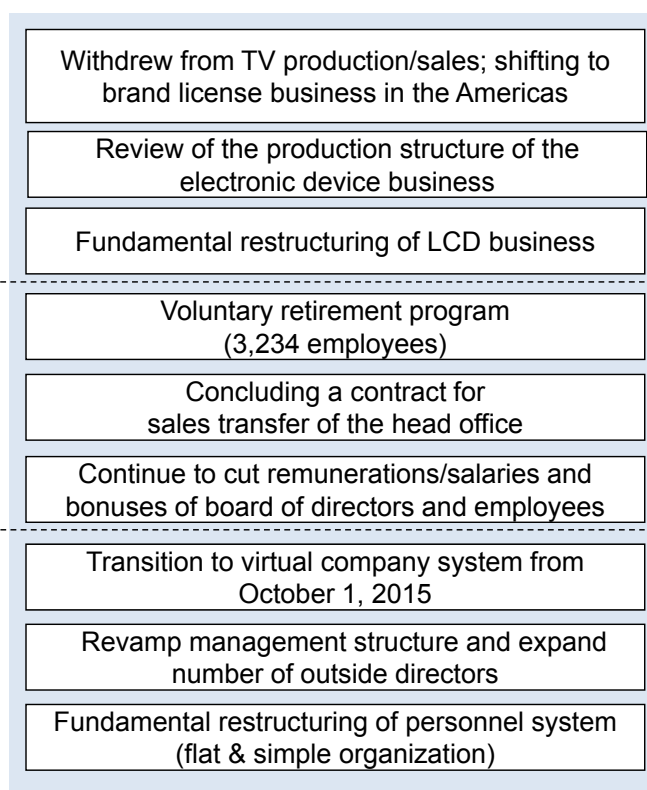 Withdrew from TV production/sales; shifting to
brand license business in the Americas
Review of the production structure of the
electronic device business
Fundamental restructuring of LCD business
Voluntary retirement program
(3,234 employees)
Concluding a contract for
sales transfer of the head office
Continue to cut remunerations/salaries and
bonuses of board of directors and employees
Transition to virtual company system from
October 1, 2015
Revamp management structure and expand
number of outside directors
Fundamental restructuring of personnel system
(flat & simple organization)